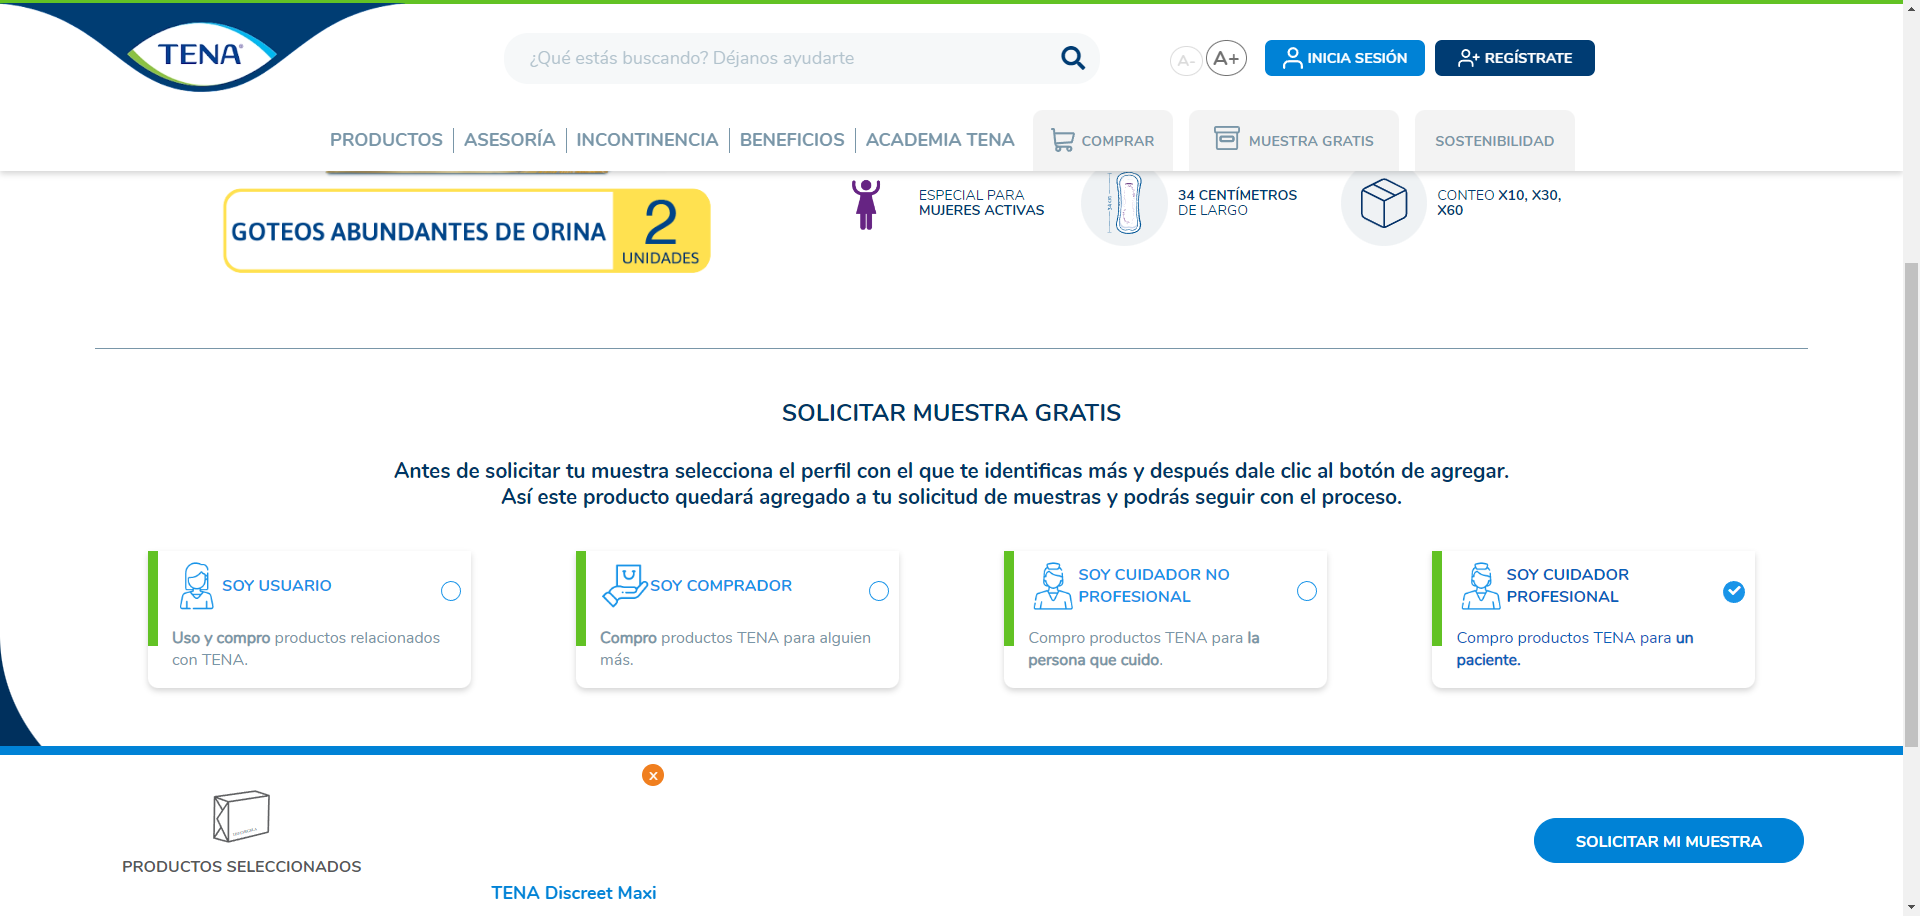 TENA®
¿Qué estás buscando? Déjanos ayudarte
A- A+
INICIA SESIÓN
REGÍSTRATE
PRODUCTOS
ASESORÍA
INCONTINENCIA
BENEFICIOS
ACADEMIA TENA
COMPRAR
MUESTRA GRATIS
SOSTENIBILIDAD
GOTEOS ABUNDANTES DE ORINA
2
UNIDADES
ESPECIAL PARA
MUJERES ACTIVAS
34 CENTÍMETROS
DE LARGO
CONTEO X10, X30,
X60
SOLICITAR MUESTRA GRATIS
Antes de solicitar tu muestra selecciona el perfil con el que te identificas más y después dale clic al botón de agregar.
Así este producto quedará agregado a tu solicitud de muestras y podrás seguir con el proceso.
SOY USUARIO
Uso y compro productos relacionados
con TENA.
SOY COMPRADOR
Compro productos TENA para alguien
más.
SOY CUIDADOR NO
PROFESIONAL
Compro productos TENA para la
persona que cuido.
SOY CUIDADOR
PROFESIONAL
Compro productos TENA para un
paciente.
x
PRODUCTOS SELECCIONADOS
TENA Discreet Maxi
SOLICITAR MI MUESTRA